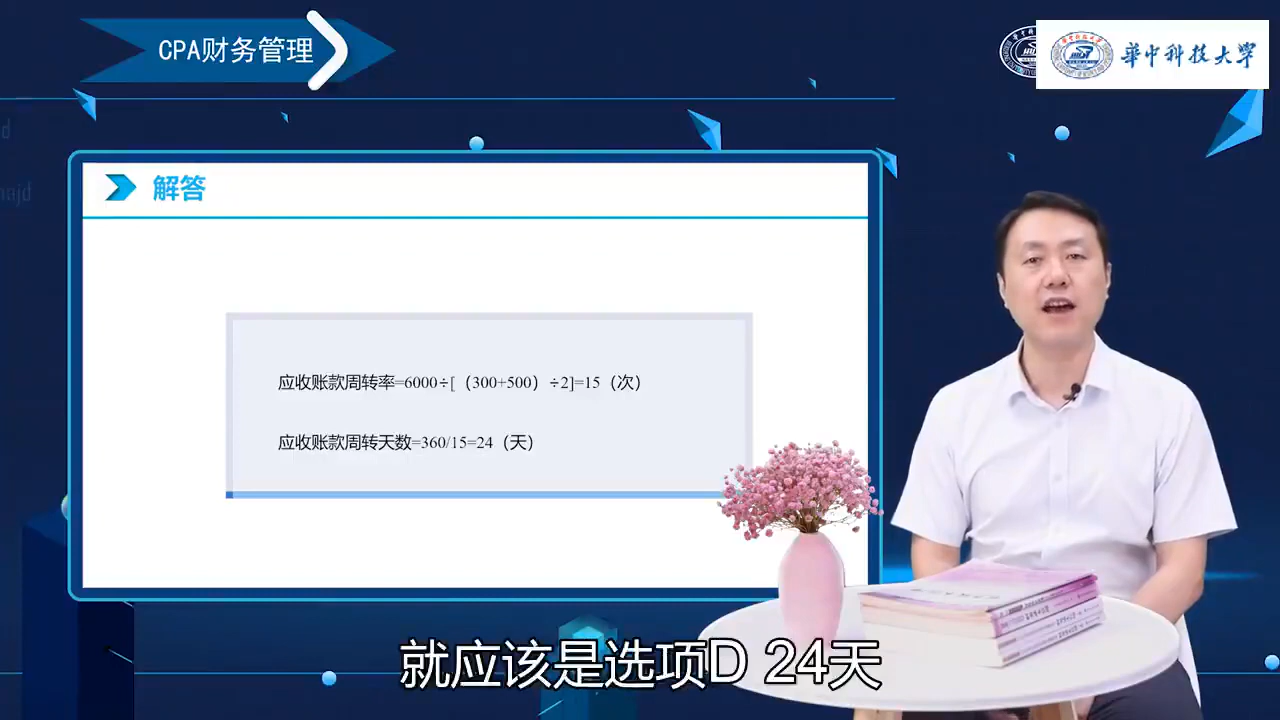 CPA财务管理
華中科技大学
解答
应收账款周转率=6000÷[（300+500）÷2]=15（次）
应收账款周转天数=360/15=24（天）
就应该是选项D 24天